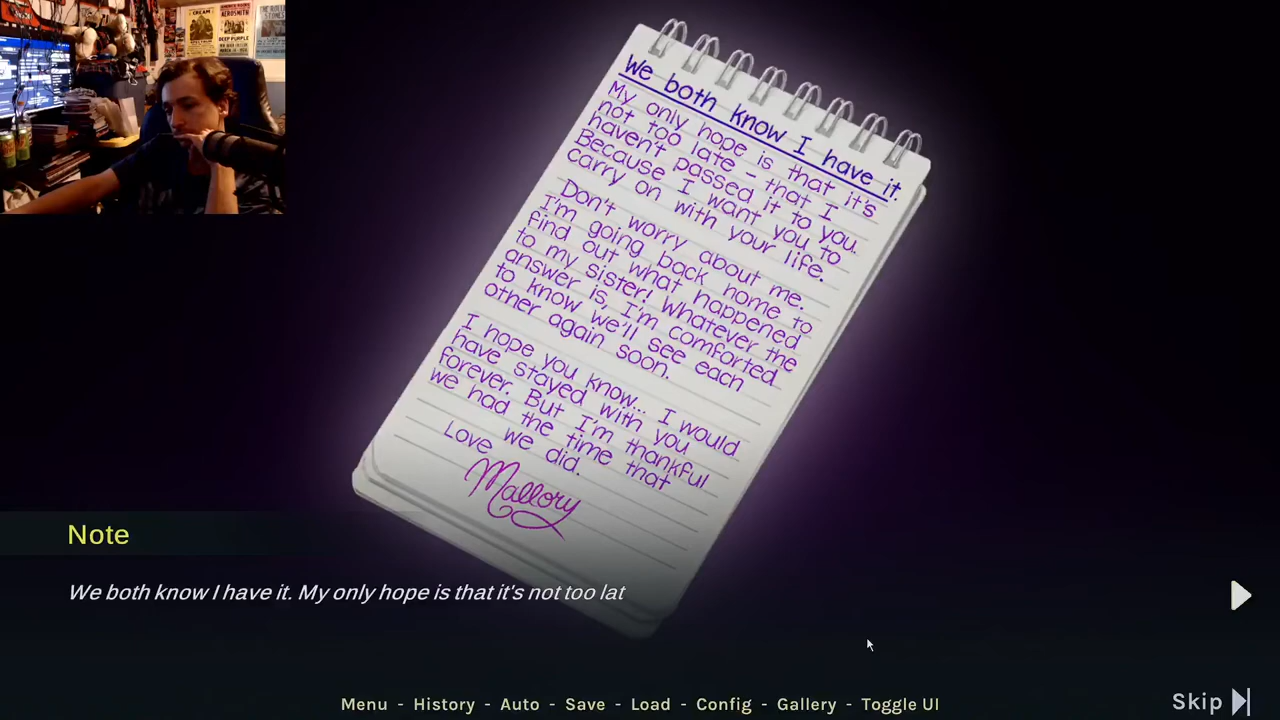 CREAM
AEROSMITH
DEEP PURPLE
We both know I have it.
My only hope is that it's
not too late - that I
haven't passed it to you.
Because I want you to
carry on with your life.
Don't worry about me.
I'm going back home to
find out what happened
to my sister! Whatever the
answer is, I'm comforted
to know we'll see each
other again soon.
I hope you know... I would
have stayed with you
forever. But I'm thankful
we had the time that
we did.
Love
Mallory
Note
We both know I have it. My only hope is that it's not too lat
Menu - History - Auto - Save - Load - Config - Gallery - Toggle UI
Skip